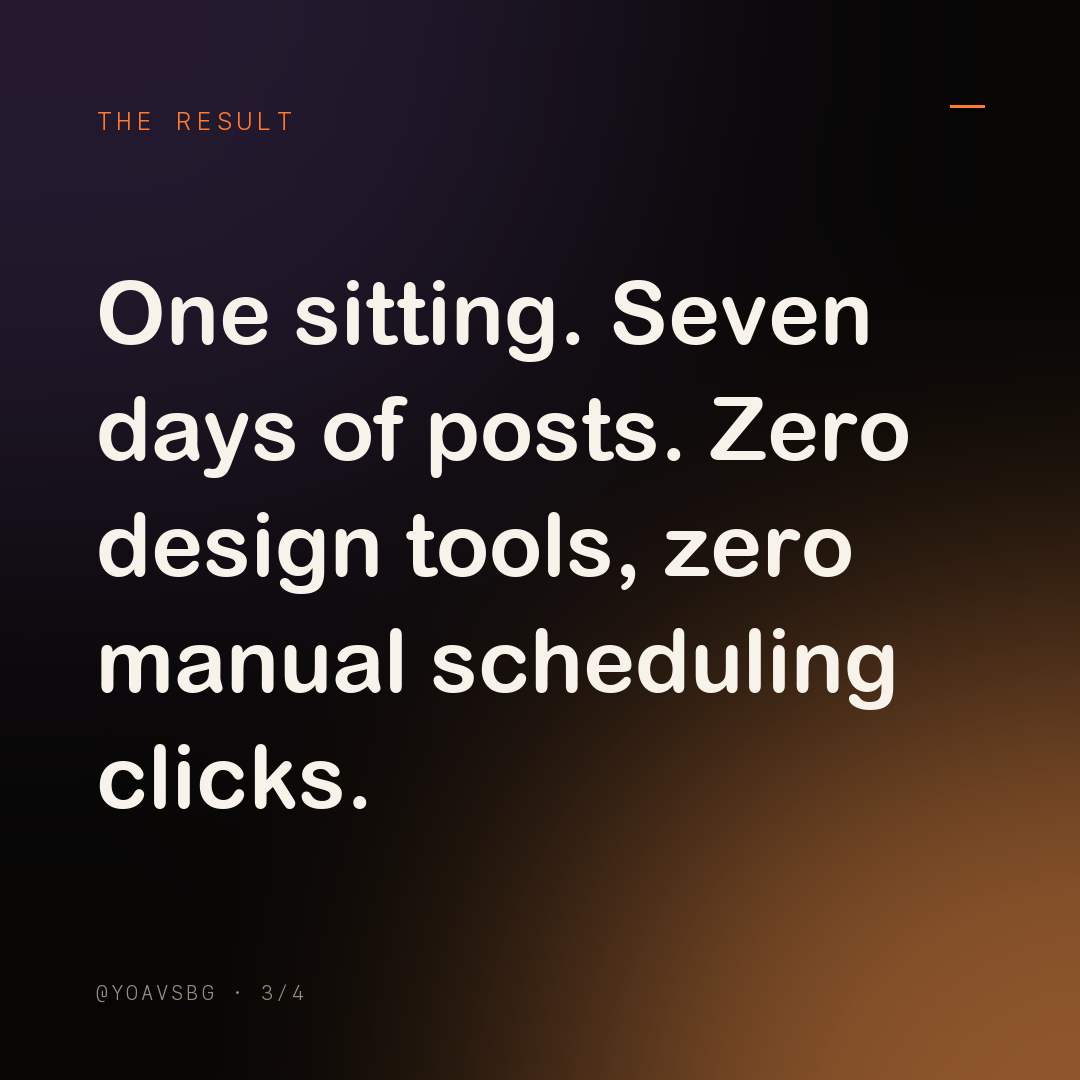 THE RESULT
One sitting. Seven
days of posts. Zero
design tools, zero
manual scheduling
clicks.
@YOAVSBG · 3/4